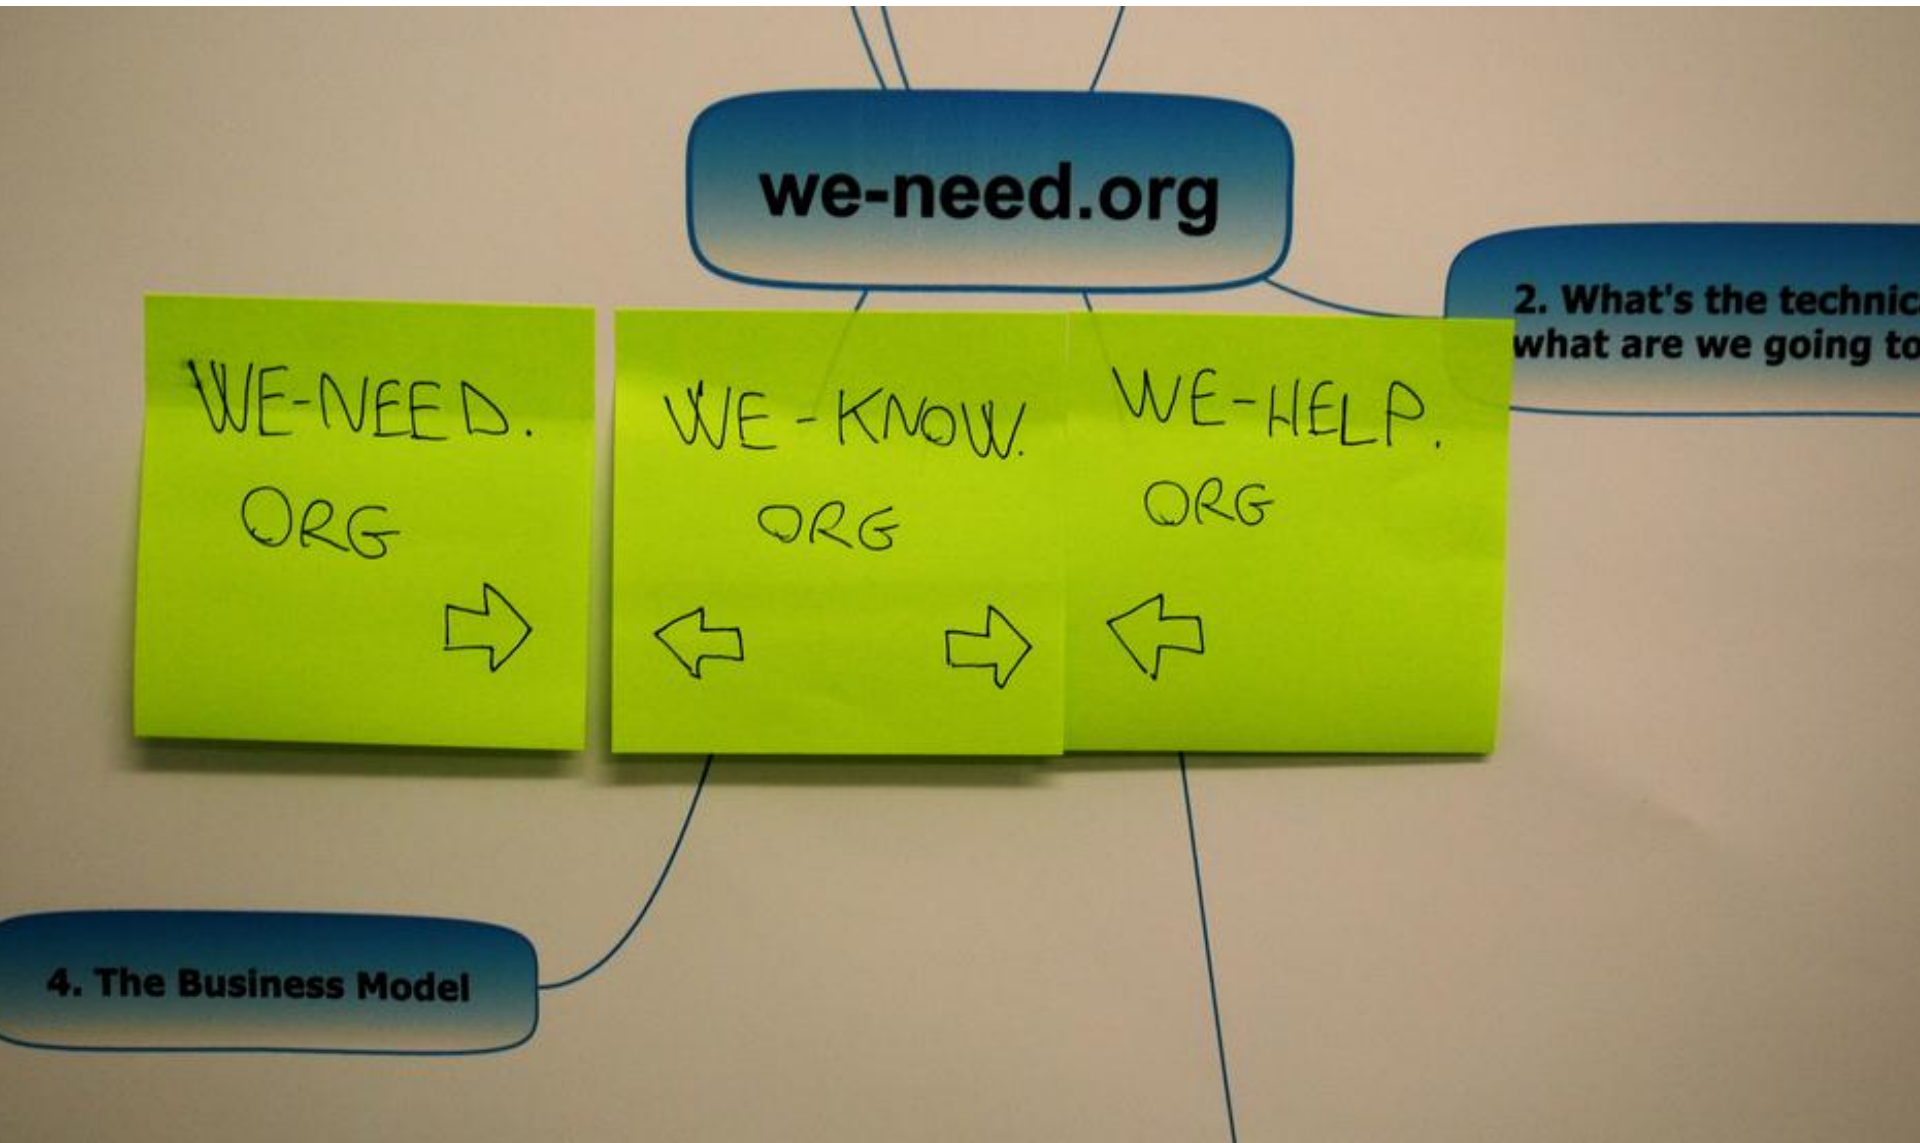 we-need.org
2. What's the technic
what are we going to
WE-NEED.
ORG
WE-KNOW.
ORG
WE-HELP.
ORG
4. The Business Model